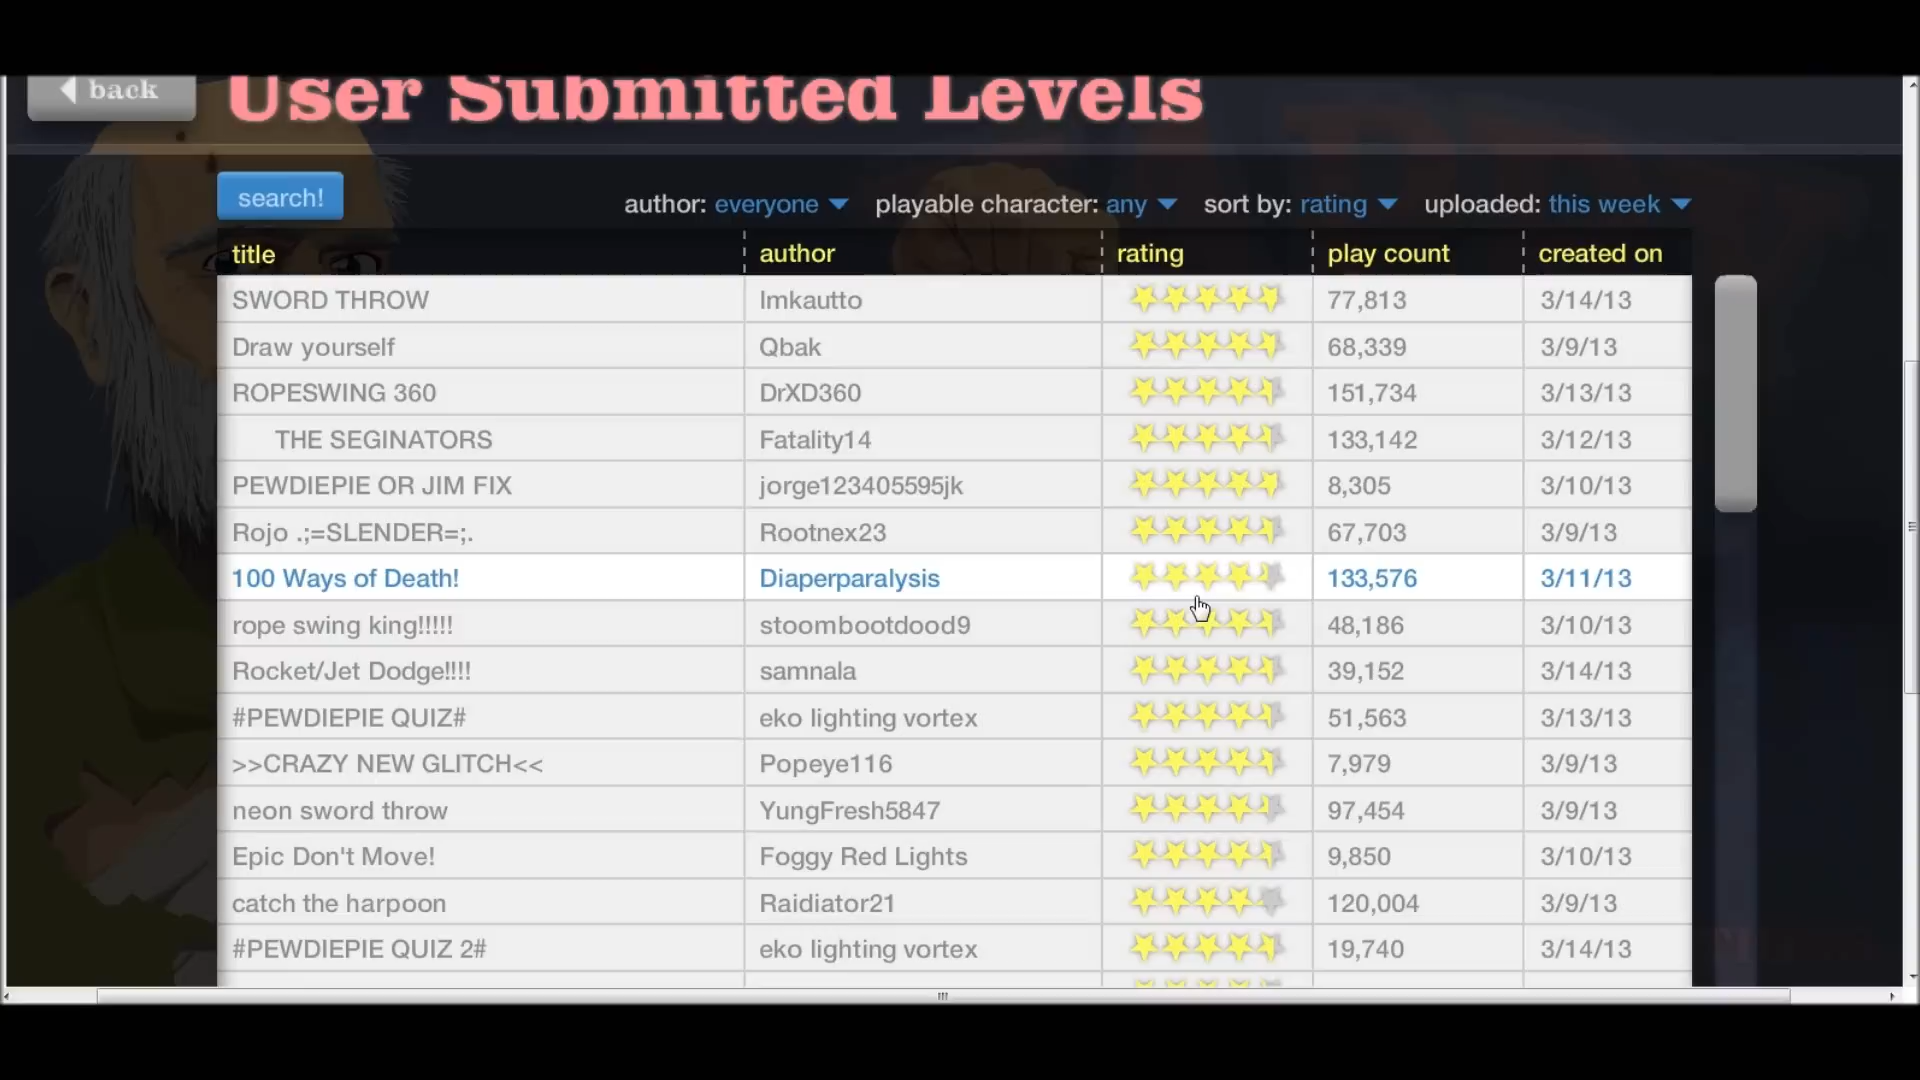 back
User Submitted Levels
search!
author: everyone playable character: any sort by: rating uploaded: this week
title author rating play count created on
SWORD THROW Imkautto 77,813 3/14/13
Draw yourself Qbak 68,339 3/9/13
ROPESWING 360 DrXD360 151,734 3/13/13
THE SEGINATORS Fatality14 133,142 3/12/13
PEWDIEPIE OR JIM FIX jorge123405595jk 8,305 3/10/13
Rojo .;=SLENDER=;. Rootnex23 67,703 3/9/13
100 Ways of Death! Diaperparalysis 133,576 3/11/13
rope swing king!!!!! stoombootdood9 48,186 3/10/13
Rocket/Jet Dodge!!!! samnala 39,152 3/14/13
#PEWDIEPIE QUIZ# eko lighting vortex 51,563 3/13/13
>>CRAZY NEW GLITCH<< Popeye116 7,979 3/9/13
neon sword throw YungFresh5847 97,454 3/9/13
Epic Don't Move! Foggy Red Lights 9,850 3/10/13
catch the harpoon Raidiator21 120,004 3/9/13
#PEWDIEPIE QUIZ 2# eko lighting vortex 19,740 3/14/13